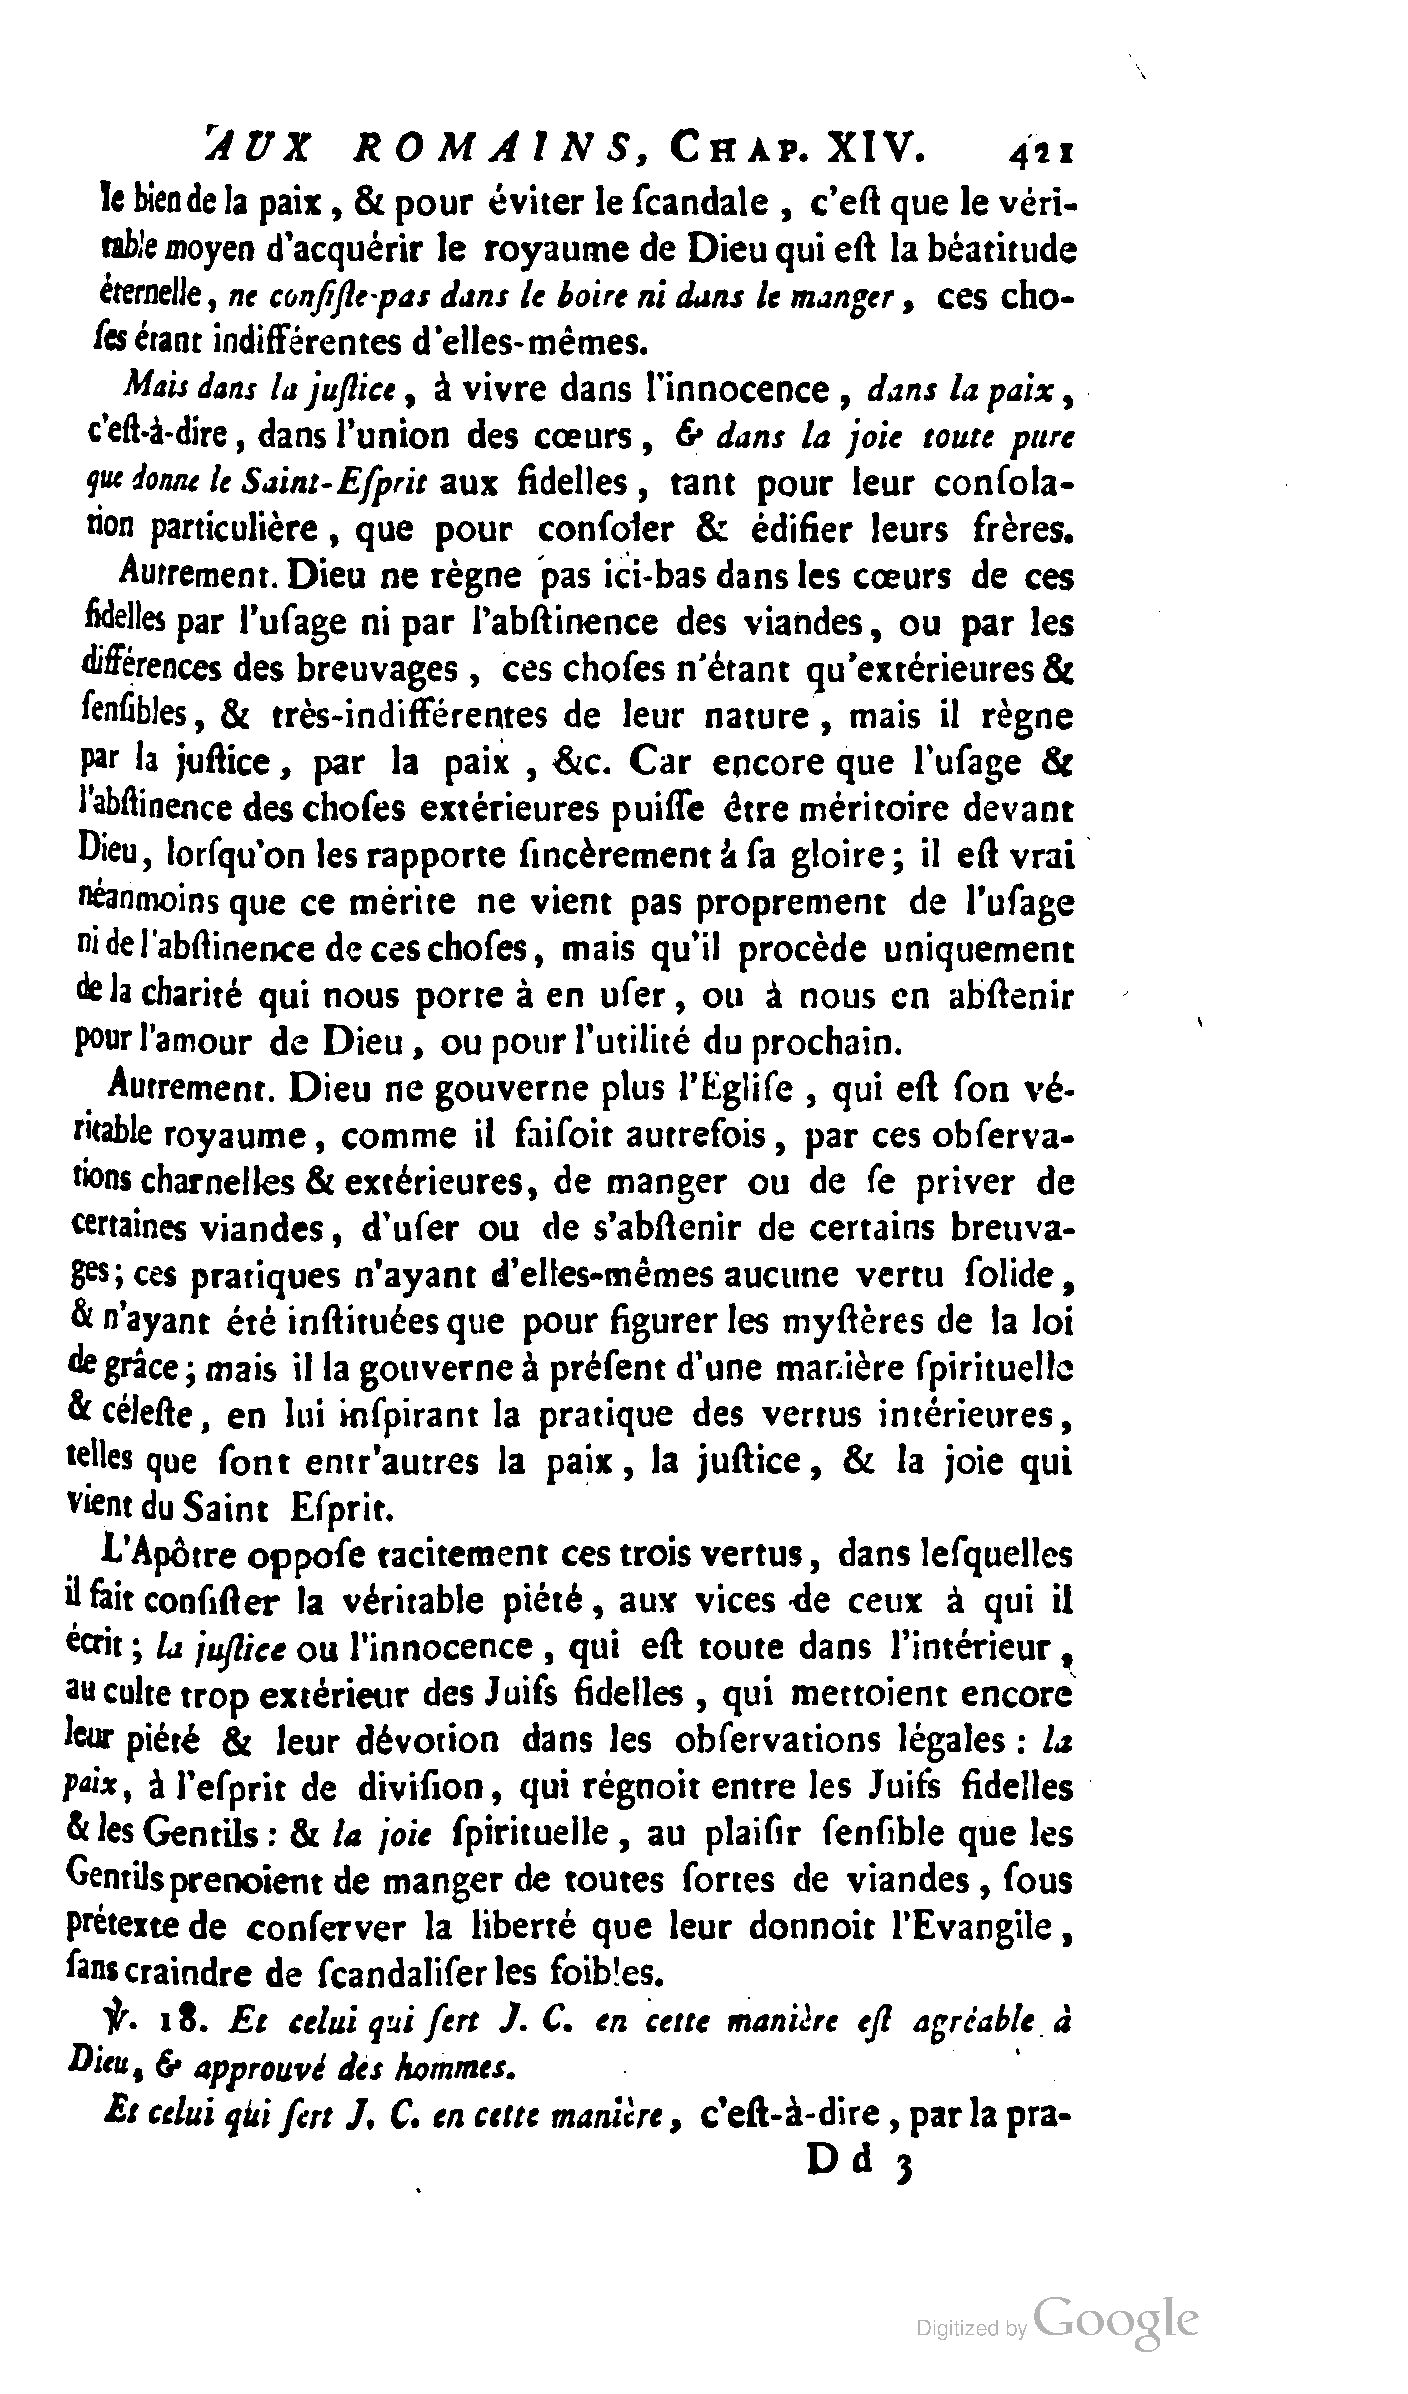 AUX ROMAINS, CHAP. XIV. 421
le bien de la paix, & pour éviter le ſcandale, c'eſt que le véri-
table moyen d'acquérir le royaume de Dieu qui eſt la béatitude
éternelle, ne conſiſte-pas dans le boire ni dans le manger, ces cho-
ſes étant indifférentes d'elles-mêmes.
Mais dans la juſtice, à vivre dans l'innocence, dans la paix,
c'eſt-à-dire, dans l'union des cœurs, & dans la joie toute pure
que donne le Saint-Eſprit aux fidelles, tant pour leur conſola-
tion particulière, que pour conſoler & édifier leurs frères.
Autrement. Dieu ne règne pas ici-bas dans les cœurs de ces
fidelles par l'uſage ni par l'abſtinence des viandes, ou par les
différences des breuvages, ces choſes n'étant qu'extérieures &
ſenſibles, & très-indifférentes de leur nature, mais il règne
par la juſtice, par la paix, &c. Car encore que l'uſage &
l'abſtinence des choſes extérieures puiſſe être méritoire devant
Dieu, lorſqu'on les rapporte ſincèrement à ſa gloire; il eſt vrai
néanmoins que ce mérite ne vient pas proprement de l'uſage
ni de l'abſtinence de ces choſes, mais qu'il procède uniquement
de la charité qui nous porte à en uſer, ou à nous en abſtenir
pour l'amour de Dieu, ou pour l'utilité du prochain.
Autrement. Dieu ne gouverne plus l'Egliſe, qui eſt ſon vé-
ritable royaume, comme il faiſoit autrefois, par ces obſerva-
tions charnelles & extérieures, de manger ou de ſe priver de
certaines viandes, d'uſer ou de s'abſtenir de certains breuva-
ges; ces pratiques n'ayant d'elles-mêmes aucune vertu ſolide,
& n'ayant été inſtituées que pour figurer les myſtères de la loi
de grâce; mais il la gouverne à préſent d'une manière ſpirituelle
& céleſte, en lui inſpirant la pratique des vertus intérieures,
telles que ſont entr'autres la paix, la juſtice, & la joie qui
vient du Saint Eſprit.
L'Apôtre oppoſe tacitement ces trois vertus, dans leſquelles
il fait conſiſter la véritable piété, aux vices de ceux à qui il
écrit; la juſtice ou l'innocence, qui eſt toute dans l'intérieur,
au culte trop extérieur des Juifs fidelles, qui mettoient encore
leur piété & leur dévotion dans les obſervations légales : la
paix, à l'eſprit de diviſion, qui régnoit entre les Juifs fidelles
& les Gentils : & la joie ſpirituelle, au plaiſir ſenſible que les
Gentils prenoient de manger de toutes ſortes de viandes, ſous
prétexte de conſerver la liberté que leur donnoit l'Evangile,
ſans craindre de ſcandaliſer les foibles.
℣. 18. Et celui qui ſert J. C. en cette manière eſt agréable à
Dieu, & approuvé des hommes.
Et celui qui ſert J. C. en cette manière, c'eſt-à-dire, par la pra-
D d 3
Digitized by Google